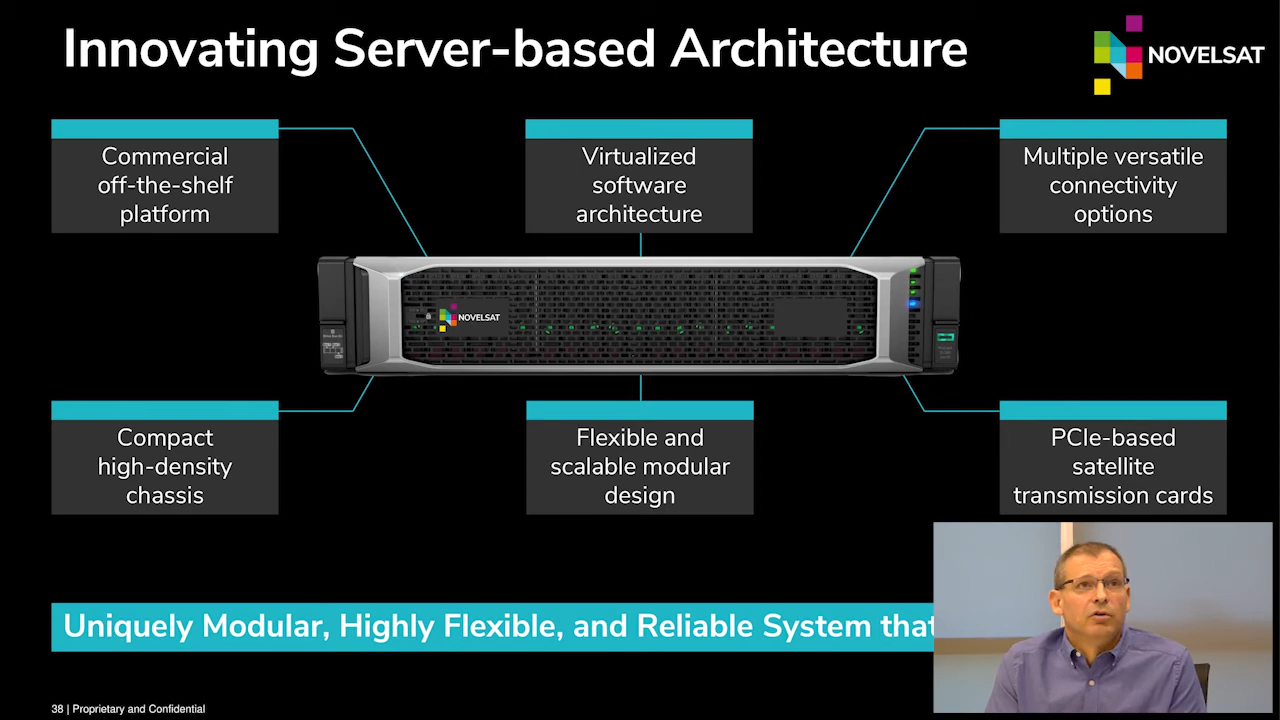 Innovating Server-based Architecture
NOVELSAT
Commercial
off-the-shelf
platform
Virtualized
software
architecture
Multiple versatile
connectivity
options
NOVELSAT
Compact
high-density
chassis
Flexible and
scalable modular
design
PCIe-based
satellite
transmission cards
Uniquely Modular, Highly Flexible, and Reliable System that
38 | Proprietary and Confidential